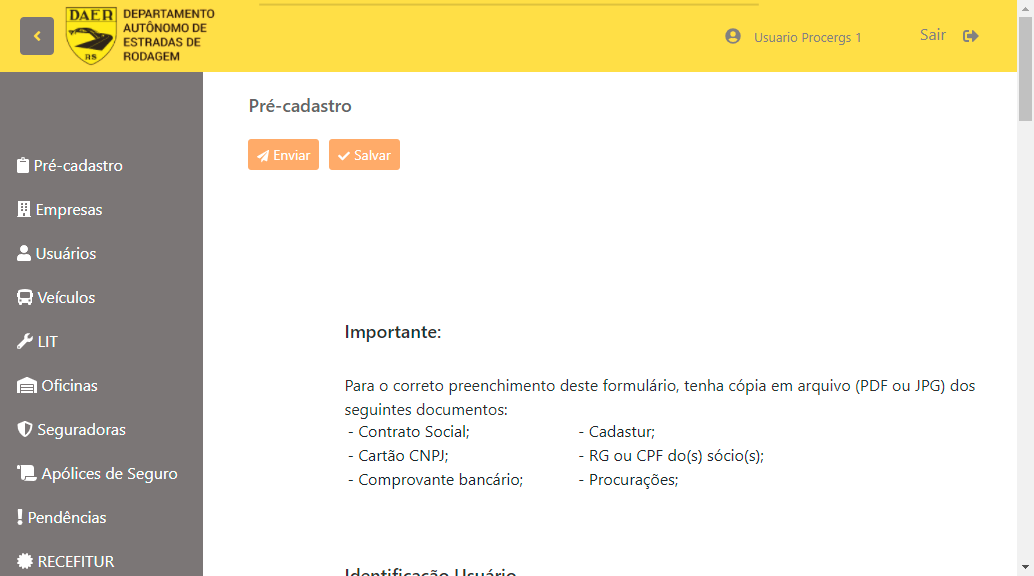 DAER
RS
DEPARTAMENTO
AUTÔNOMO DE
ESTRADAS DE
RODAGEM
Usuario Procergs 1
Sair
Pré-cadastro
Empresas
Usuários
Veículos
LIT
Oficinas
Seguradoras
Apólices de Seguro
Pendências
RECEFITUR
Pré-cadastro
Enviar
Salvar
Importante:
Para o correto preenchimento deste formulário, tenha cópia em arquivo (PDF ou JPG) dos
seguintes documentos:
- Contrato Social;
- Cadastur;
- Cartão CNPJ;
- RG ou CPF do(s) sócio(s);
- Comprovante bancário;
- Procurações;
Identificação Usuário